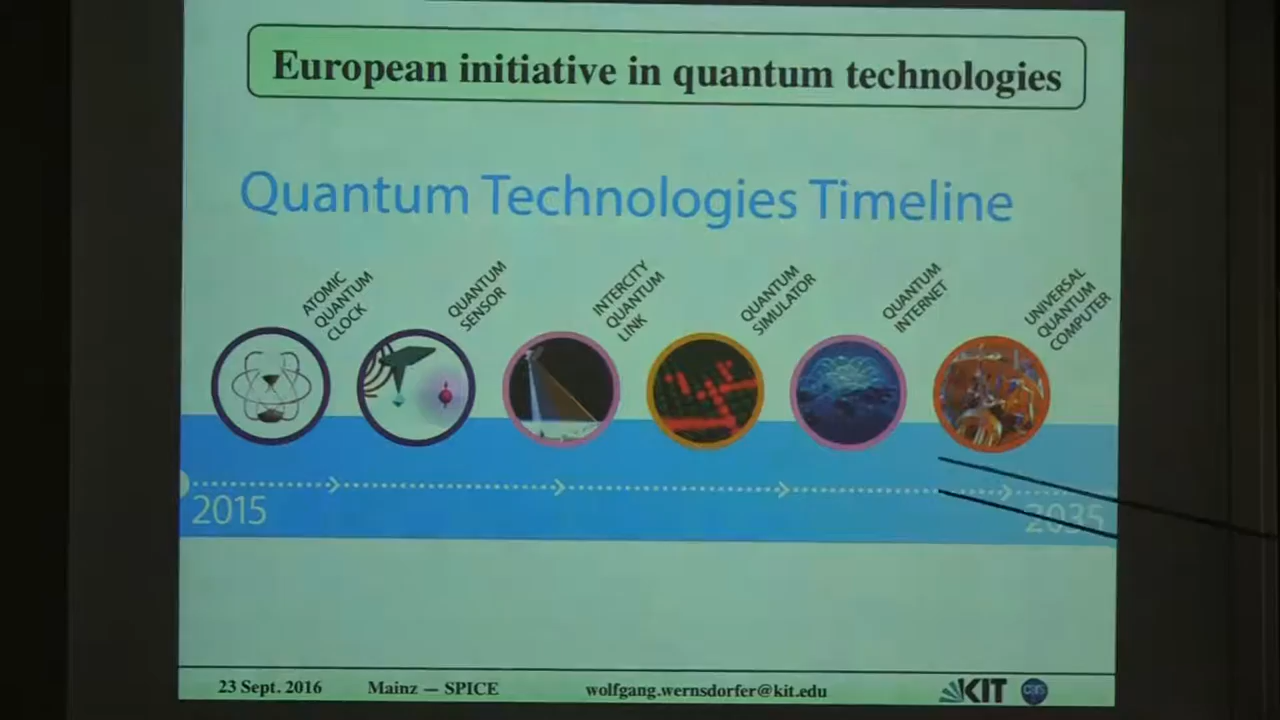 European initiative in quantum technologies
Quantum Technologies Timeline
ATOMIC
QUANTUM
CLOCK
QUANTUM
SENSOR
INTERCITY
QUANTUM
LINK
QUANTUM
SIMULATOR
QUANTUM
INTERNET
UNIVERSAL
QUANTUM
COMPUTER
2015
2035
23 Sept. 2016 Mainz — SPICE wolfgang.wernsdorfer@kit.edu KIT cnrs